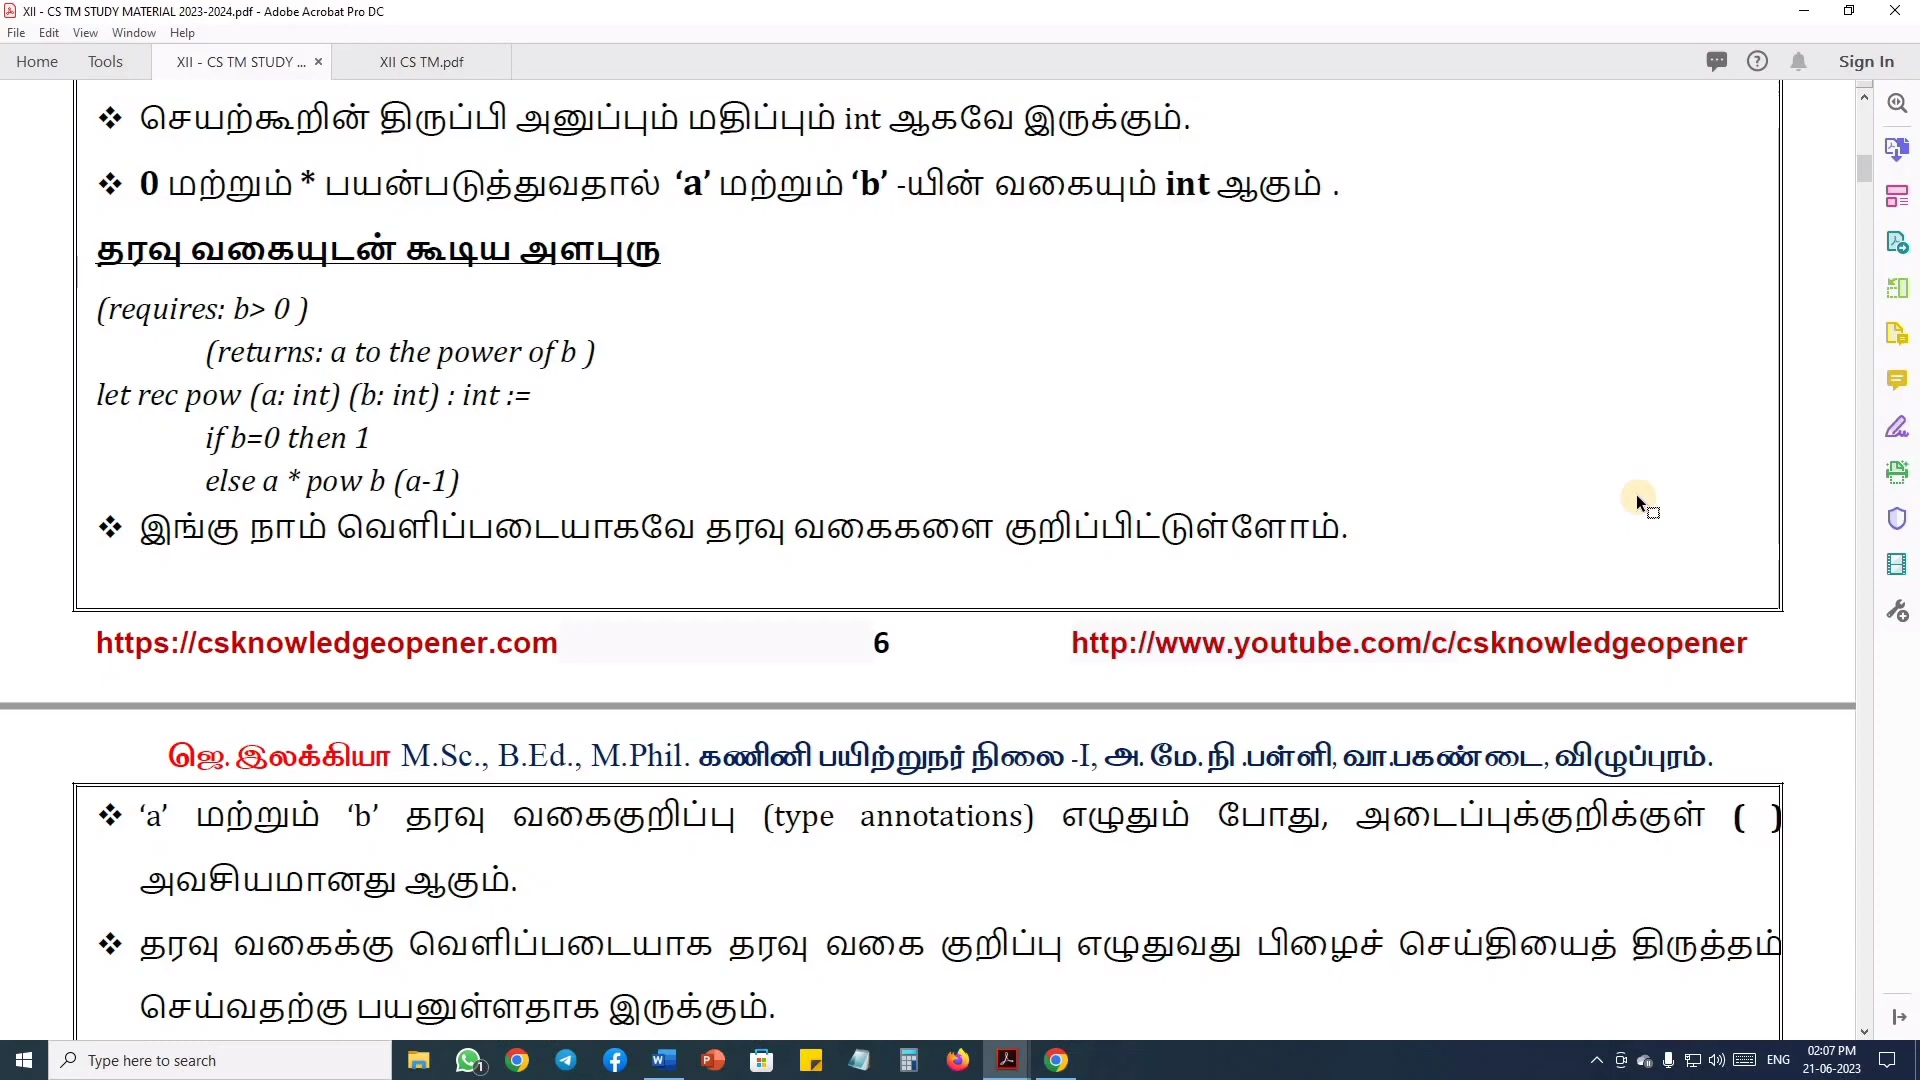 XII - CS TM STUDY MATERIAL 2023-2024.pdf - Adobe Acrobat Pro DC
File Edit View Window Help
Home Tools XII - CS TM STUDY ... × XII CS TM.pdf Sign In
❖ செயற்கூறின் திருப்பி அனுப்பும் மதிப்பும் int ஆகவே இருக்கும்.
❖ 0 மற்றும் * பயன்படுத்துவதால் ‘a’ மற்றும் ‘b’ -யின் வகையும் int ஆகும் .
தரவு வகையுடன் கூடிய அளபுரு
(requires: b> 0 )
(returns: a to the power of b )
let rec pow (a: int) (b: int) : int :=
if b=0 then 1
else a * pow b (a-1)
❖ இங்கு நாம் வெளிப்படையாகவே தரவு வகைகளை குறிப்பிட்டுள்ளோம்.
https://csknowledgeopener.com 6 http://www.youtube.com/c/csknowledgeopener
ஜெ. இலக்கியா M.Sc., B.Ed., M.Phil. கணினி பயிற்றுநர் நிலை -I, அ. மே. நி .பள்ளி, வா.பகண்டை, விழுப்புரம்.
❖ ‘a’ மற்றும் ‘b’ தரவு வகைகுறிப்பு (type annotations) எழுதும் போது, அடைப்புக்குறிக்குள் ( )
அவசியமானது ஆகும்.
❖ தரவு வகைக்கு வெளிப்படையாக தரவு வகை குறிப்பு எழுதுவது பிழைச் செய்தியைத் திருத்தம்
செய்வதற்கு பயனுள்ளதாக இருக்கும்.
Type here to search 1 ENG 02:07 PM
21-06-2023